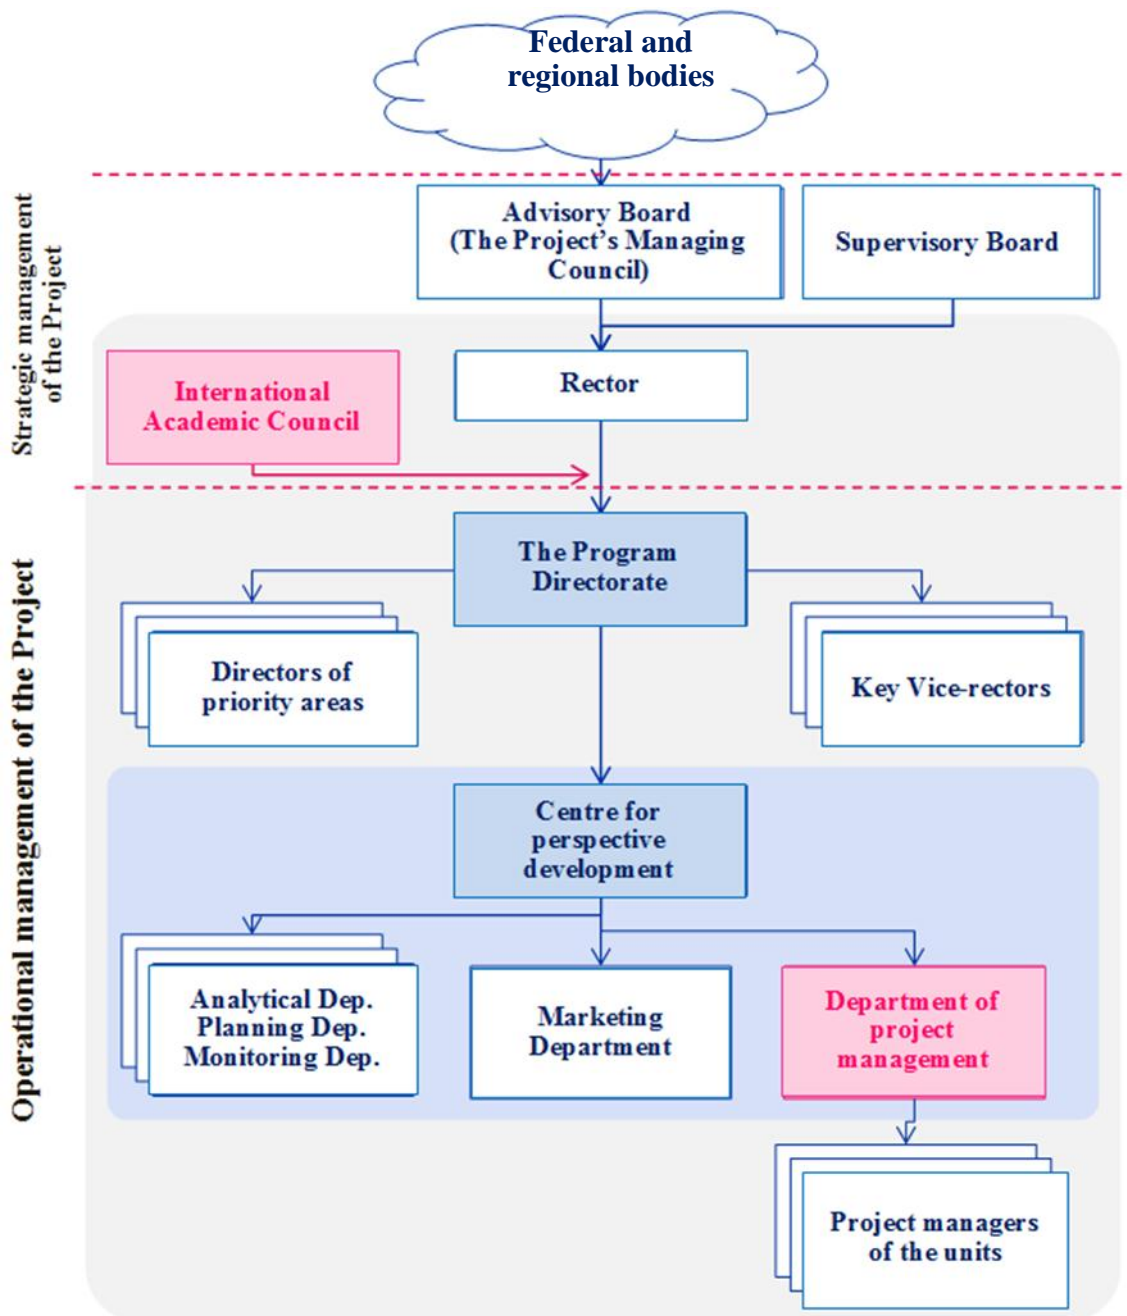 Federal and
regional bodies
Strategic management
of the Project
Advisory Board
(The Project's Managing
Council)
Supervisory Board
International
Academic Council
Rector
Operational management of the Project
The Program
Directorate
Directors of
priority areas
Key Vice-rectors
Centre for
perspective
development
Analytical Dep.
Planning Dep.
Monitoring Dep.
Marketing
Department
Department of
project
management
Project managers
of the units